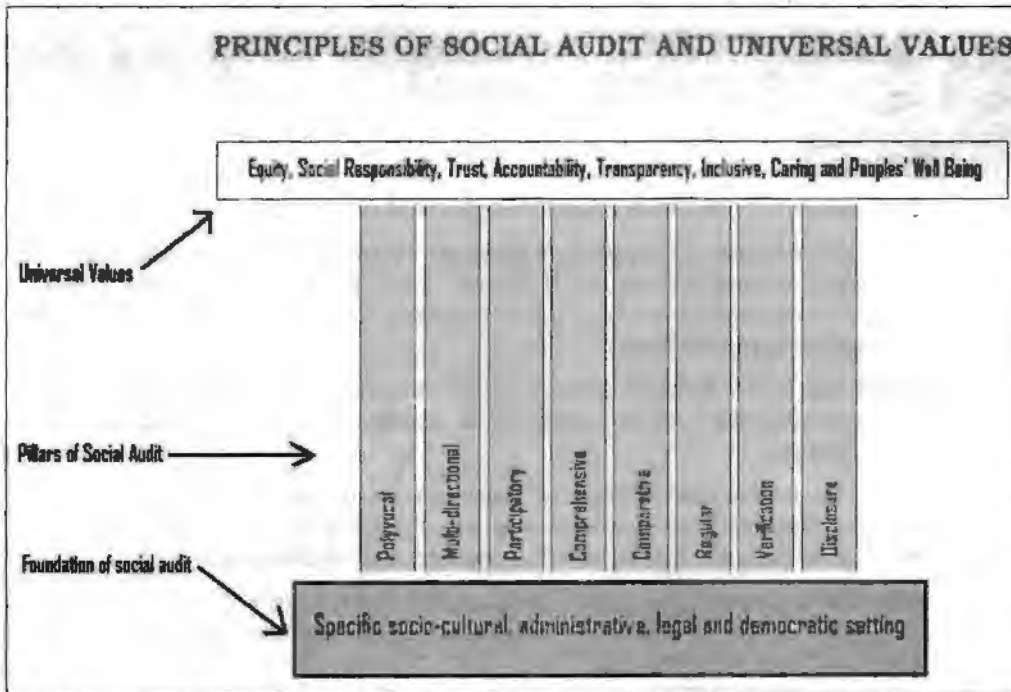 PRINCIPLES OF SOCIAL AUDIT AND UNIVERSAL VALUES
Equity, Social Responsibility, Trust, Accountability, Transparency, Inclusive, Caring and Peoples' Well Being
Universal Values
Pillars of Social Audit
Polyvocal
Multi-directional
Participatory
Comprehensive
Comparative
Regular
Verification
Disclosure
Foundation of social audit
Specific socio-cultural, administrative, legal and democratic setting